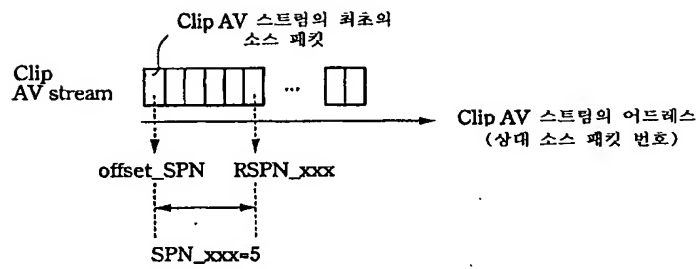 Clip AV 스트림의 최초의
소스 패킷
Clip
AV stream
...
Clip AV 스트림의 어드레스
(상대 소스 패킷 번호)
offset_SPN RSPN_xxx
SPN_xxx=5